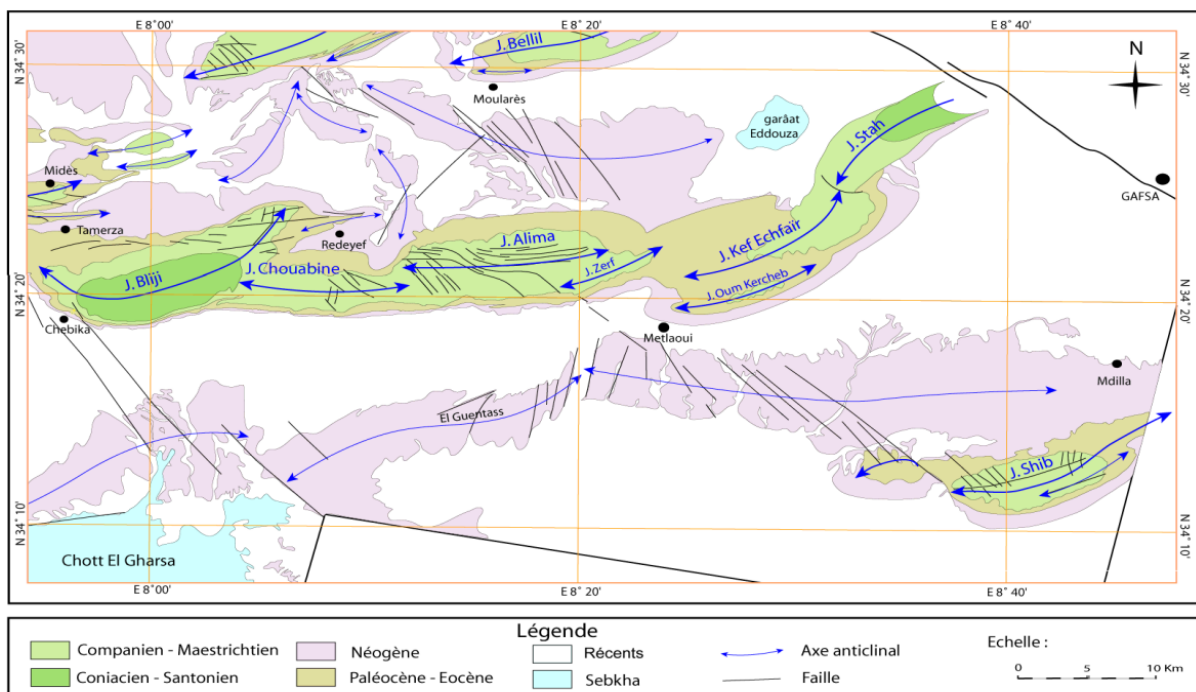 E 8° 00'
E 8° 20'
E 8° 40'
N 34° 30'
N 34° 30'
N
J. Bellil
Moularès
garâat
Eddouza
J. Stah
GAFSA
Midès
Tamerza
Redeyef
J. Alima
J. Zerf
J. Kef Echfaïr
J. Oum Kercheb
J. Bliji
J. Chouabine
N 34° 20'
N 34° 20'
Chebika
Metlaoui
Mdilla
El Guentass
J. Shib
N 34° 10'
N 34° 10'
Chott El Gharsa
E 8° 00'
E 8° 20'
E 8° 40'
Légende
Companien - Maestrichtien
Néogène
Récents
Axe anticlinal
Echelle :
Coniacien - Santonien
Paléocène - Eocène
Sebkha
Faille
0 5 10 Km